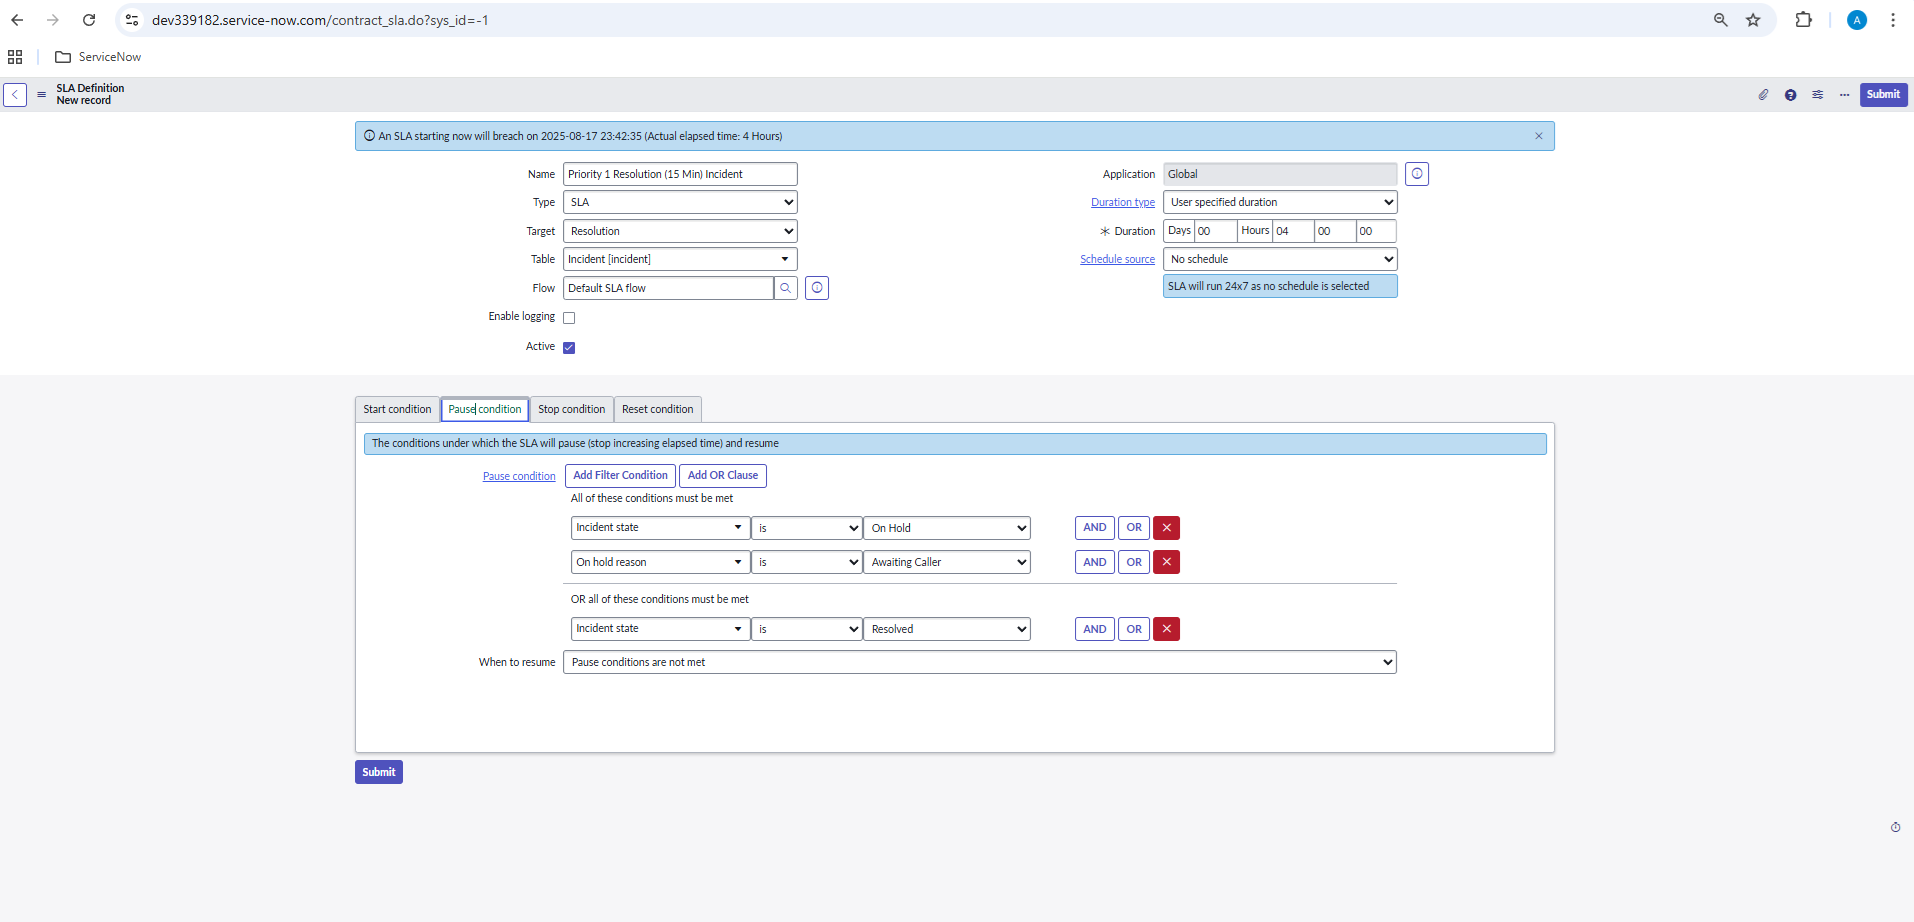 dev339182.service-now.com/contract_sla.do?sys_id=-1
A
ServiceNow
SLA Definition
New record
Submit
An SLA starting now will breach on 2025-08-17 23:42:35 (Actual elapsed time: 4 Hours)
Name Priority 1 Resolution (15 Min) Incident
Application Global
Type SLA
Duration type User specified duration
Target Resolution
Duration Days 00 Hours 04 00 00
Table Incident [incident]
Schedule source No schedule
Flow Default SLA flow
SLA will run 24x7 as no schedule is selected
Enable logging
Active
Start condition Pause condition Stop condition Reset condition
The conditions under which the SLA will pause (stop increasing elapsed time) and resume
Pause condition Add Filter Condition Add OR Clause
All of these conditions must be met
Incident state is On Hold AND OR
On hold reason is Awaiting Caller AND OR
OR all of these conditions must be met
Incident state is Resolved AND OR
When to resume Pause conditions are not met
Submit